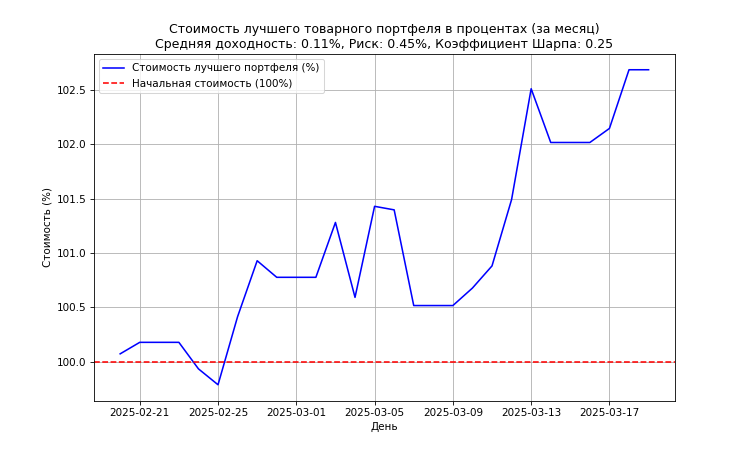 Стоимость лучшего товарного портфеля в процентах (за месяц)
Средняя доходность: 0.11%, Риск: 0.45%, Коэффициент Шарпа: 0.25
Стоимость лучшего портфеля (%)
Начальная стоимость (100%)
Стоимость (%)
102.5
102.0
101.5
101.0
100.5
100.0
2025-02-21 2025-02-25 2025-03-01 2025-03-05 2025-03-09 2025-03-13 2025-03-17
День